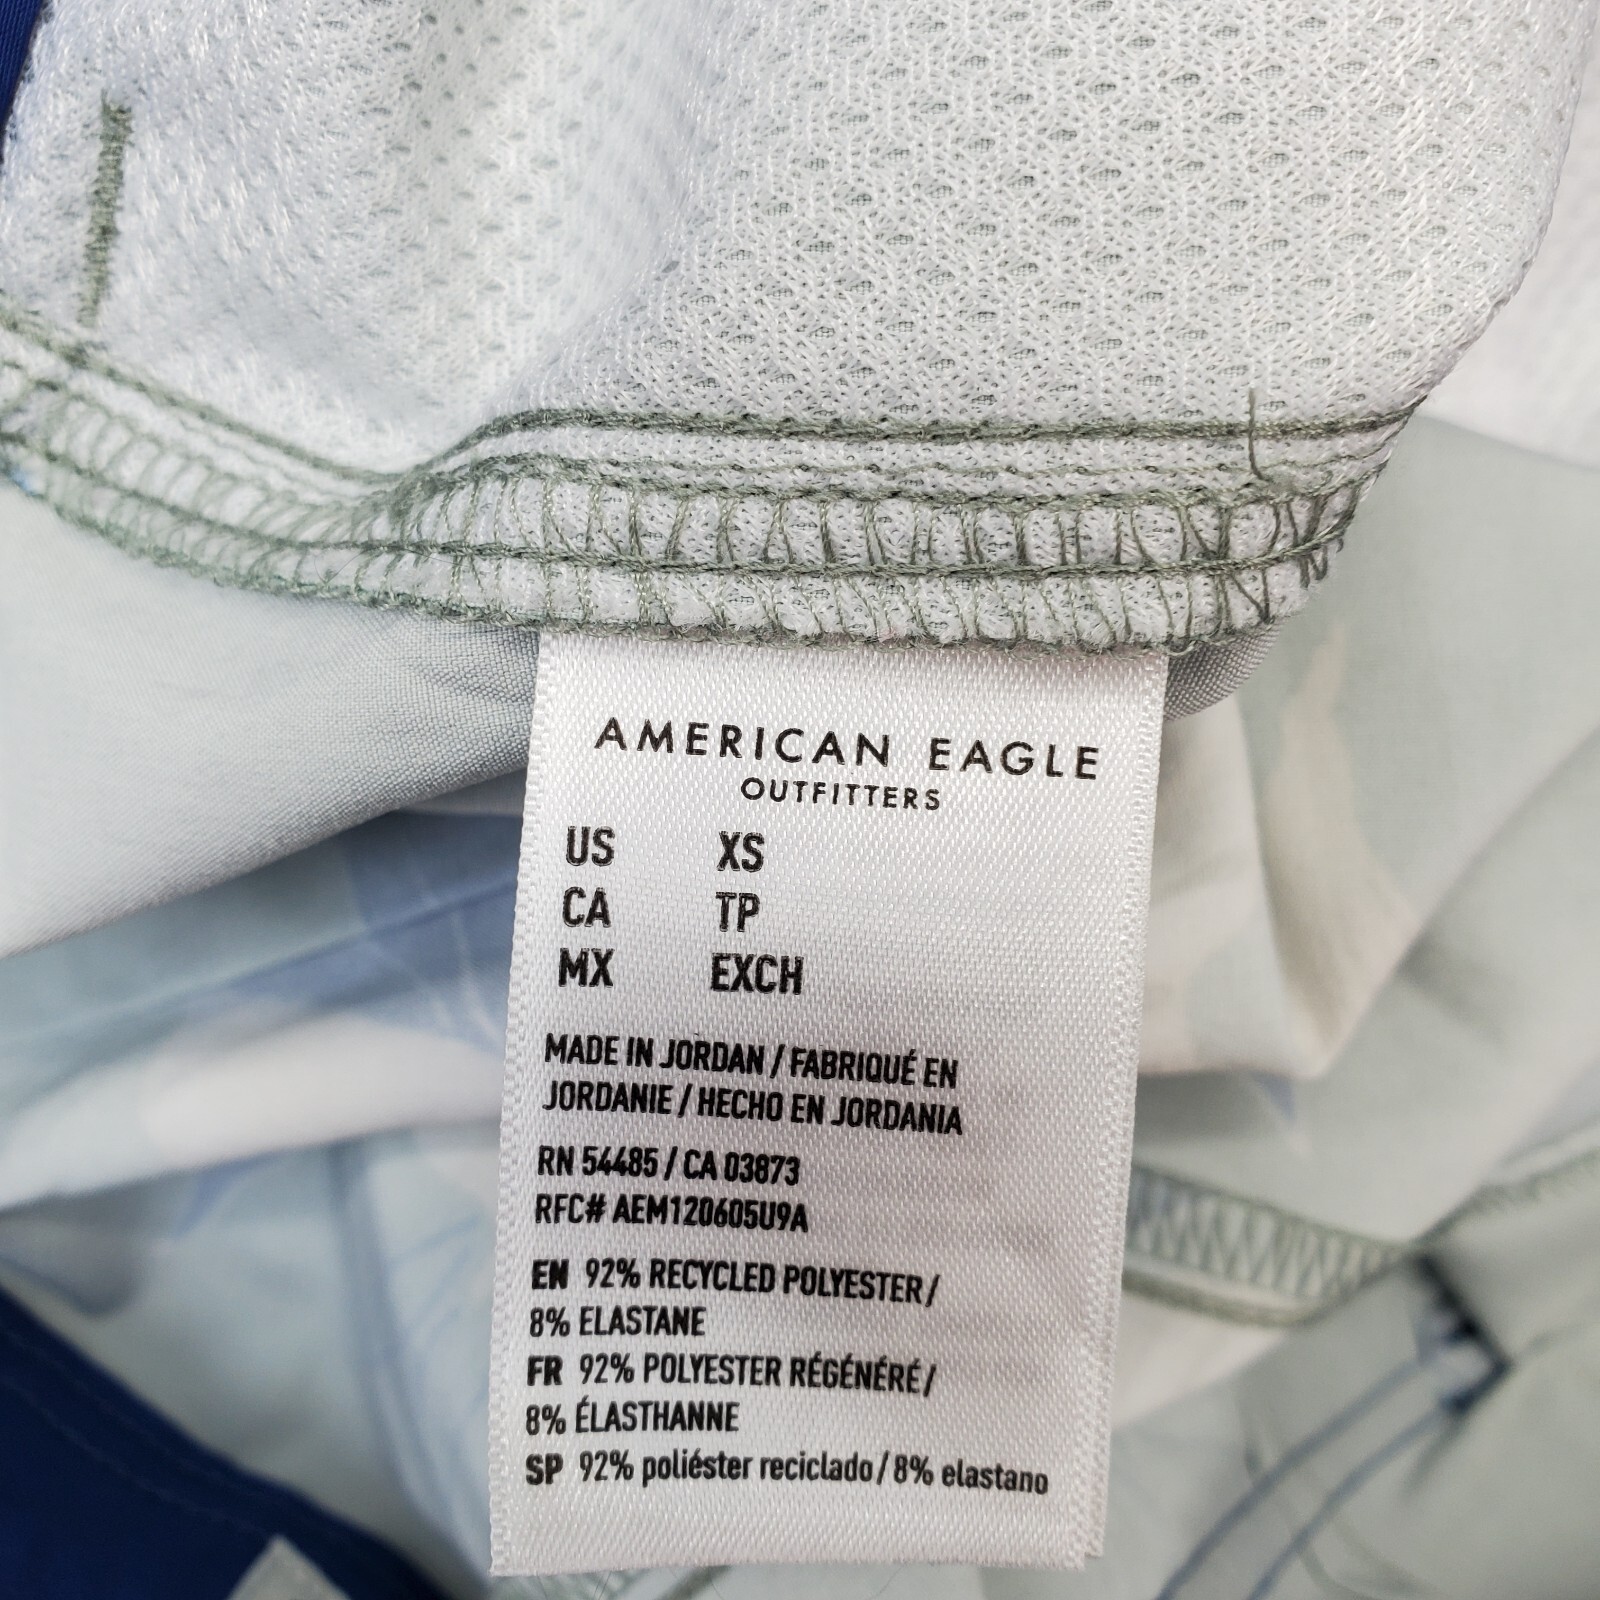 AMERICAN EAGLE
OUTFITTERS
US XS
CA TP
MX EXCH
MADE IN JORDAN / FABRIQUÉ EN
JORDANIE / HECHO EN JORDANIA
RN 54485 / CA 03873
RFC# AEM120605U9A
EN 92% RECYCLED POLYESTER /
8% ELASTANE
FR 92% POLYESTER RÉGÉNÉRÉ /
8% ÉLASTHANNE
SP 92% poliéster reciclado / 8% elastano